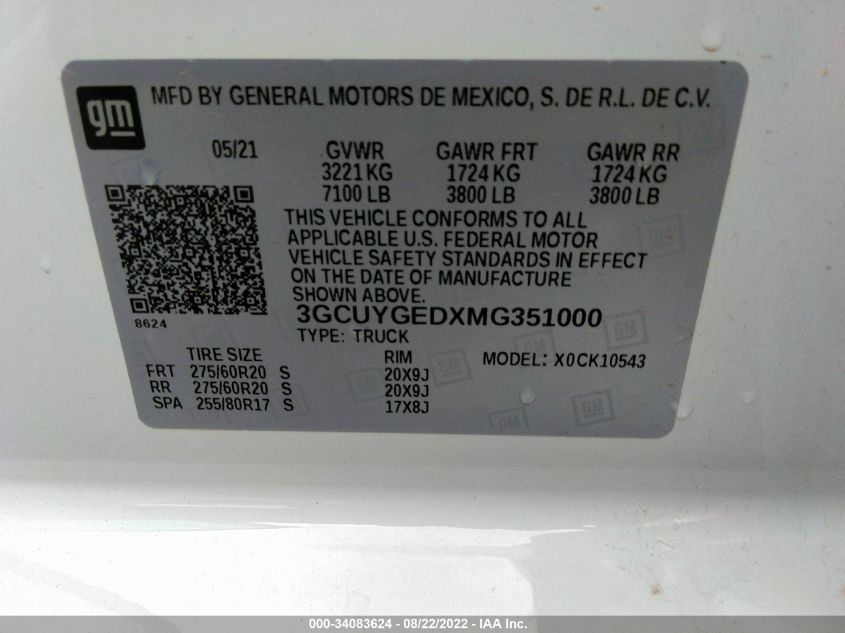 gm
MFD BY GENERAL MOTORS DE MEXICO, S. DE R.L. DE C.V.
05/21 GVWR GAWR FRT GAWR RR
3221 KG 1724 KG 1724 KG
7100 LB 3800 LB 3800 LB
THIS VEHICLE CONFORMS TO ALL
APPLICABLE U.S. FEDERAL MOTOR
VEHICLE SAFETY STANDARDS IN EFFECT
ON THE DATE OF MANUFACTURE
SHOWN ABOVE.
8624
3GCUYGEDXMG351000
TYPE: TRUCK
TIRE SIZE RIM MODEL: X0CK10543
FRT 275/60R20 S 20X9J
RR 275/60R20 S 20X9J
SPA 255/80R17 S 17X8J
GM
GM
GM
GM
000-34083624 - 08/22/2022 - IAA Inc.